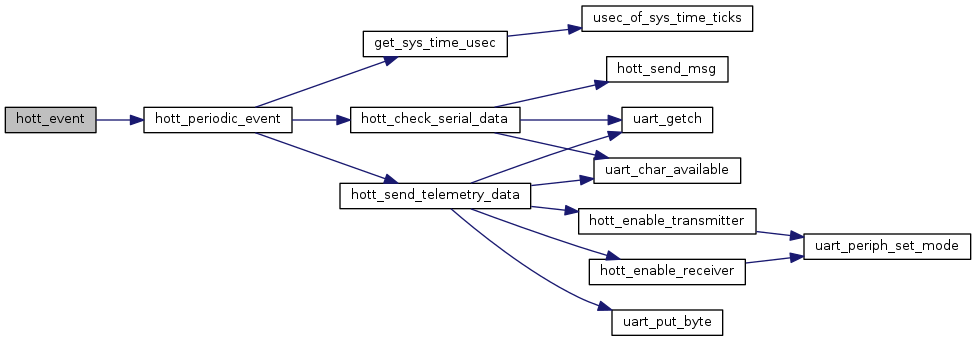 hott_event
hott_periodic_event
get_sys_time_usec
usec_of_sys_time_ticks
hott_check_serial_data
hott_send_msg
uart_getch
uart_char_available
hott_send_telemetry_data
hott_enable_transmitter
hott_enable_receiver
uart_periph_set_mode
uart_put_byte